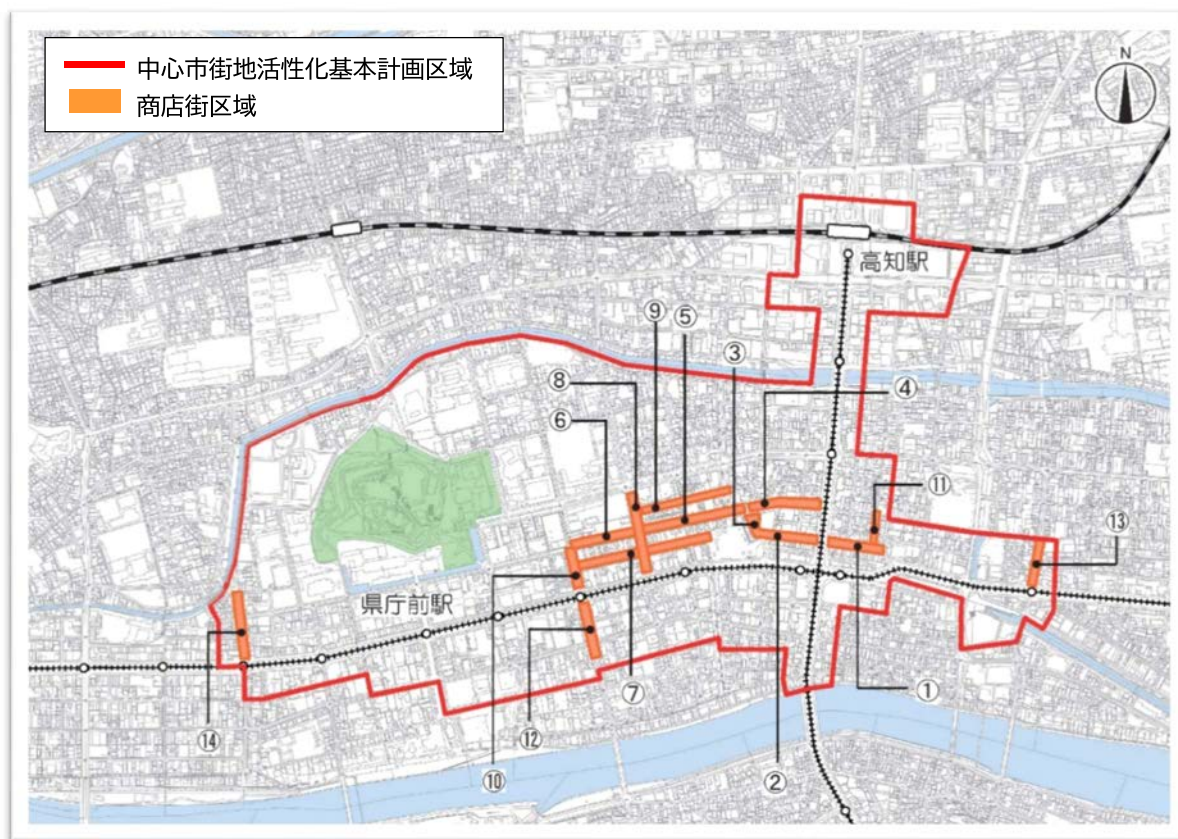 中心市街地活性化基本計画区域
商店街区域
N
高知駅
⑨
⑤
③
⑧
④
⑥
⑪
⑬
県庁前駅
⑭
⑫
⑦
①
⑩
②